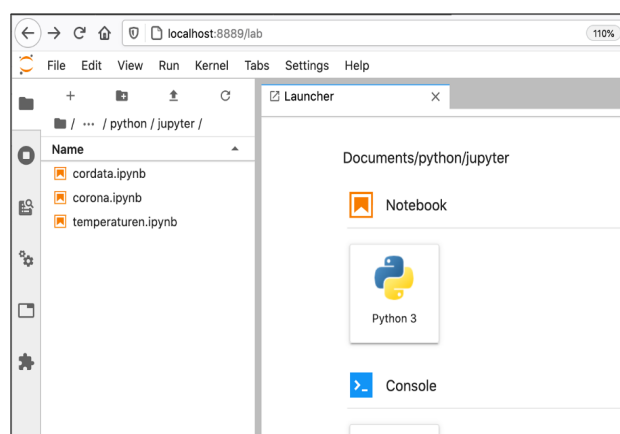 localhost:8889/lab
110%
File Edit View Run Kernel Tabs Settings Help
Launcher
/ ··· / python / jupyter /
Name
cordata.ipynb
corona.ipynb
temperaturen.ipynb
Documents/python/jupyter
Notebook
Python 3
Console